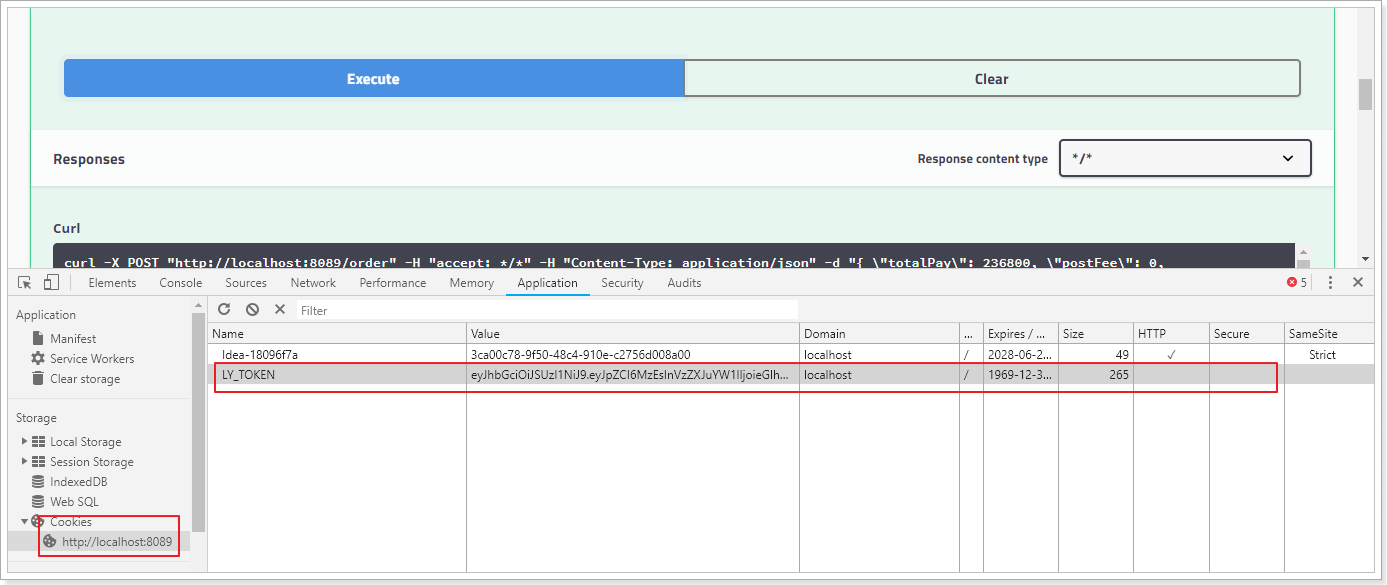 Execute Clear
Responses Response content type */*
Curl
curl -X POST "http://localhost:8089/order" -H "accept: */*" -H "Content-Type: application/json" -d "{ \"totalPay\": 236800, \"postFee\": 0,
Elements Console Sources Network Performance Memory Application Security Audits 5
Application
Manifest
Service Workers
Clear storage
Storage
Local Storage
Session Storage
IndexedDB
Web SQL
Cookies
http://localhost:8089
Filter
Name Value Domain ... Expires / ... Size HTTP Secure SameSite
Idea-18096f7a 3ca00c78-9f50-48c4-910e-c2756d008a00 localhost / 2028-06-2... 49 ✓ Strict
LY_TOKEN eyJhbGciOiJSUzI1NiJ9.eyJpZCI6MzEsInVzZXJuYW1lIjoieGlh... localhost / 1969-12-3... 265